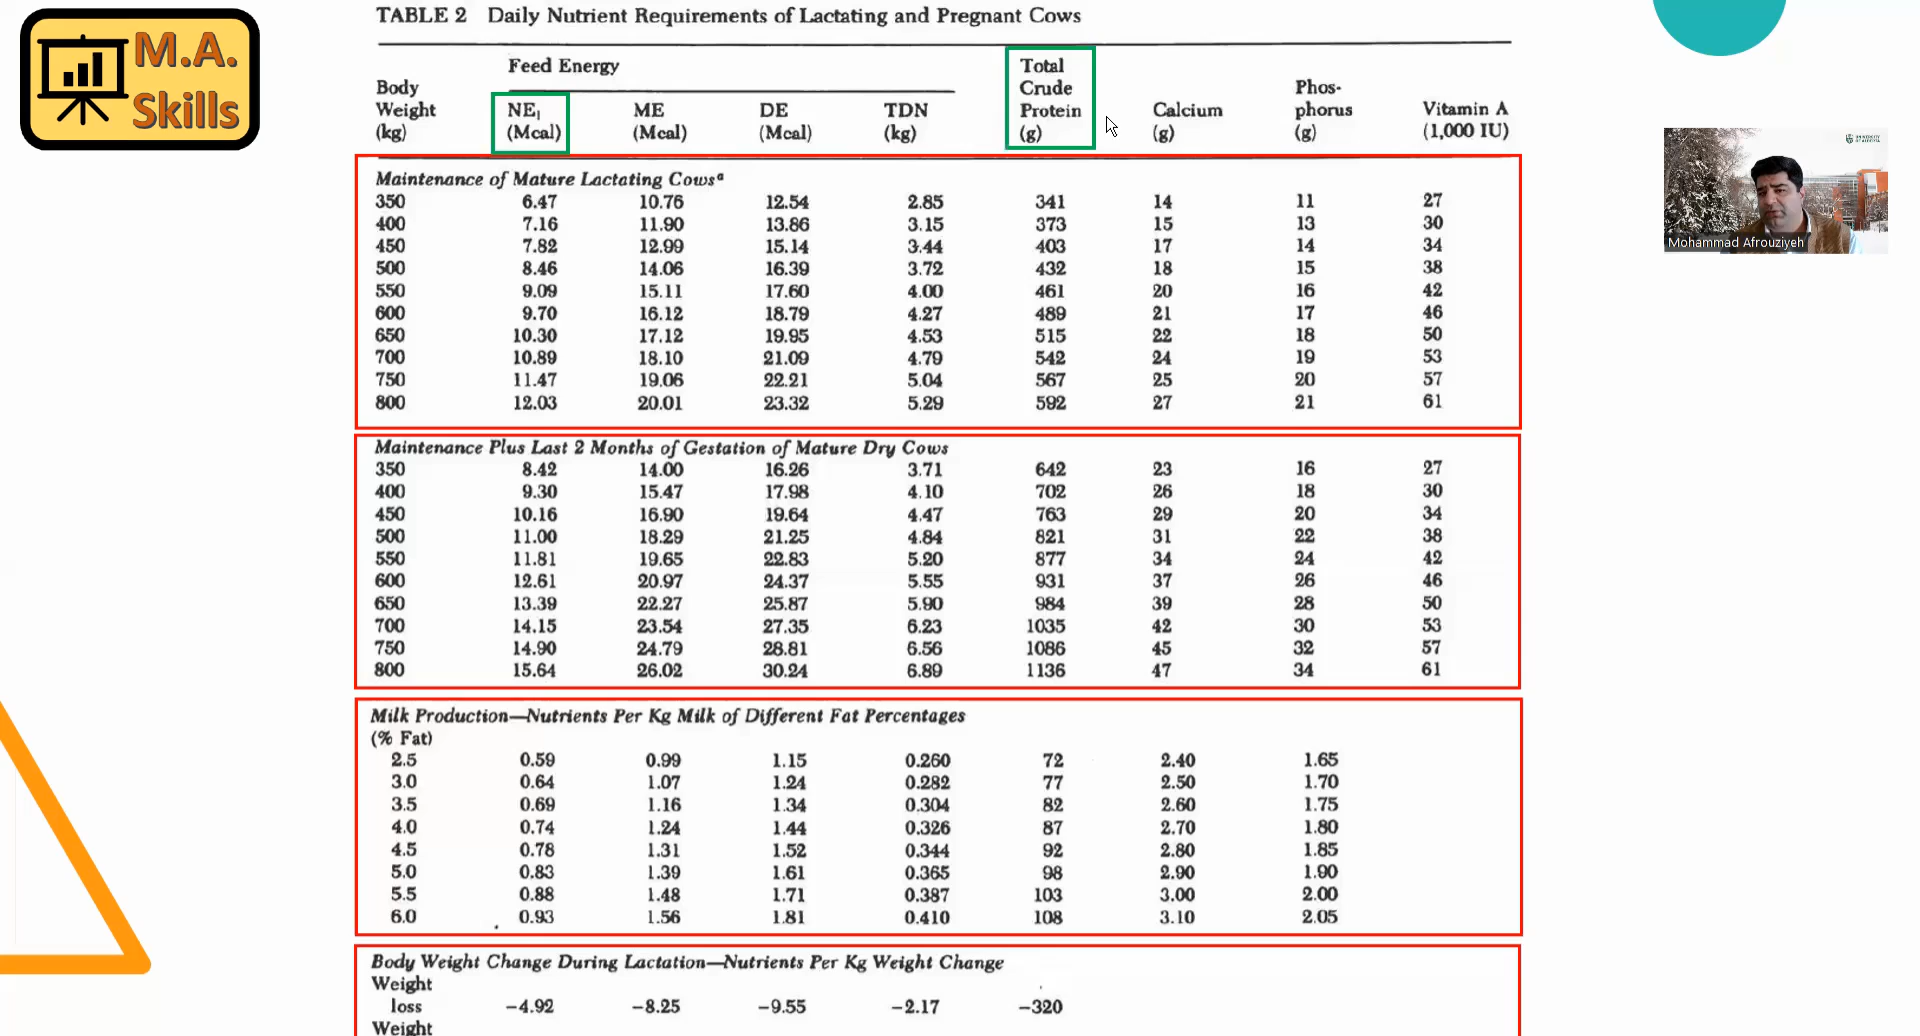 M.A.
Skills
TABLE 2 Daily Nutrient Requirements of Lactating and Pregnant Cows
Body Weight (kg) Feed Energy NEl (Mcal) ME (Mcal) DE (Mcal) TDN (kg) Total Crude Protein (g) Calcium (g) Phos-phorus (g) Vitamin A (1,000 IU)
Maintenance of Mature Lactating Cowsa
350 6.47 10.76 12.54 2.85 341 14 11 27
400 7.16 11.90 13.86 3.15 373 15 13 30
450 7.82 12.99 15.14 3.44 403 17 14 34
500 8.46 14.06 16.39 3.72 432 18 15 38
550 9.09 15.11 17.60 4.00 461 20 16 42
600 9.70 16.12 18.79 4.27 489 21 17 46
650 10.30 17.12 19.95 4.53 515 22 18 50
700 10.89 18.10 21.09 4.79 542 24 19 53
750 11.47 19.06 22.21 5.04 567 25 20 57
800 12.03 20.01 23.32 5.29 592 27 21 61
Maintenance Plus Last 2 Months of Gestation of Mature Dry Cows
350 8.42 14.00 16.26 3.71 642 23 16 27
400 9.30 15.47 17.98 4.10 702 26 18 30
450 10.16 16.90 19.64 4.47 763 29 20 34
500 11.00 18.29 21.25 4.84 821 31 22 38
550 11.81 19.65 22.83 5.20 877 34 24 42
600 12.61 20.97 24.37 5.55 931 37 26 46
650 13.39 22.27 25.87 5.90 984 39 28 50
700 14.15 23.54 27.35 6.23 1035 42 30 53
750 14.90 24.79 28.81 6.56 1086 45 32 57
800 15.64 26.02 30.24 6.89 1136 47 34 61
Milk Production—Nutrients Per Kg Milk of Different Fat Percentages
(% Fat)
2.5 0.59 0.99 1.15 0.260 72 2.40 1.65
3.0 0.64 1.07 1.24 0.282 77 2.50 1.70
3.5 0.69 1.16 1.34 0.304 82 2.60 1.75
4.0 0.74 1.24 1.44 0.326 87 2.70 1.80
4.5 0.78 1.31 1.52 0.344 92 2.80 1.85
5.0 0.83 1.39 1.61 0.365 98 2.90 1.90
5.5 0.88 1.48 1.71 0.387 103 3.00 2.00
6.0 0.93 1.56 1.81 0.410 108 3.10 2.05
Body Weight Change During Lactation—Nutrients Per Kg Weight Change
Weight
loss −4.92 −8.25 −9.55 −2.17 −320
Weight
UNIVERSITY
OF ALBERTA
Mohammad Afrouziyeh